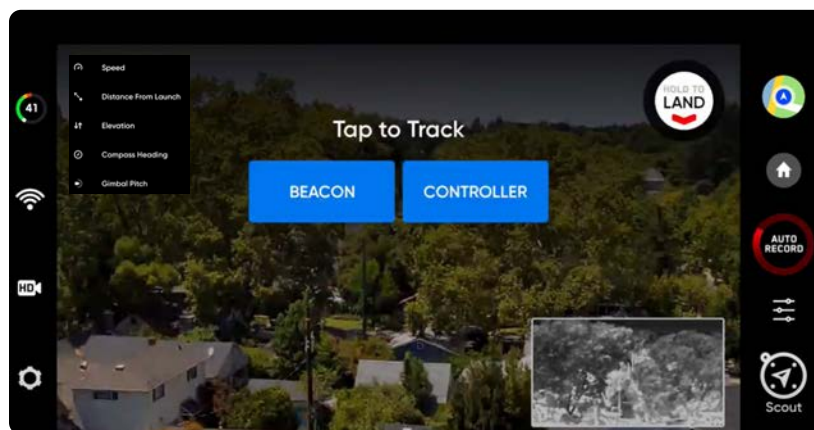 Speed
Distance From Launch
Elevation
Compass Heading
Gimbal Pitch
41
HD
Tap to Track
BEACON
CONTROLLER
HOLD TO
LAND
AUTO
RECORD
Scout